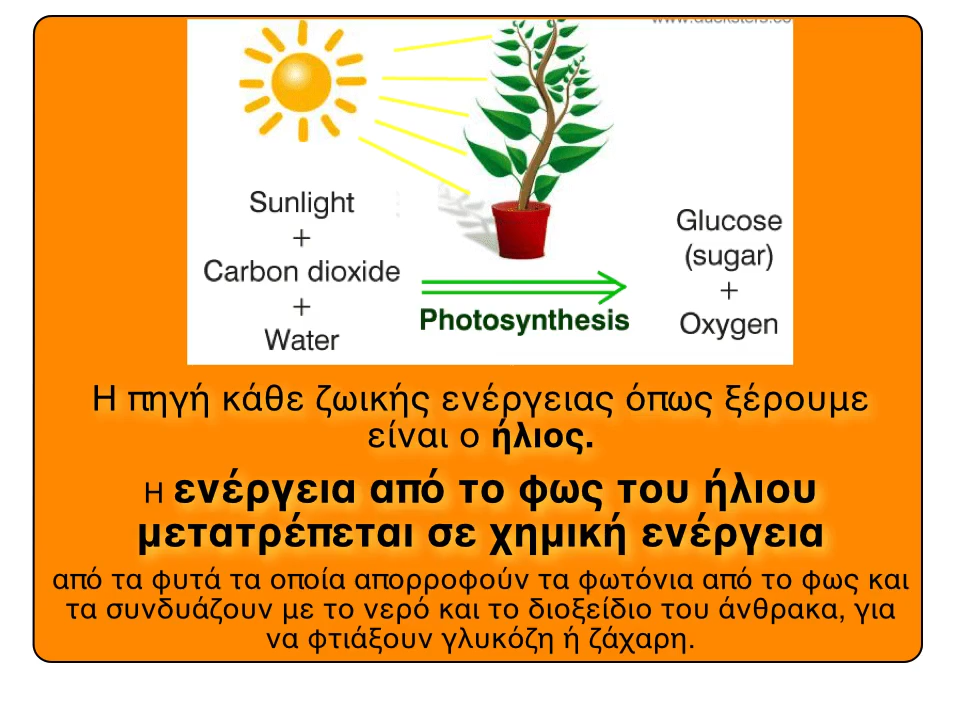 Sunlight
+
Carbon dioxide
+
Water
Photosynthesis
Glucose
(sugar)
+
Oxygen
Η πηγή κάθε ζωικής ενέργειας όπως ξέρουμε
είναι ο ήλιος.
Η ενέργεια από το φως του ήλιου
μετατρέπεται σε χημική ενέργεια
από τα φυτά τα οποία απορροφούν τα φωτόνια από το φως και
τα συνδυάζουν με το νερό και το διοξείδιο του άνθρακα, για
να φτιάξουν γλυκόζη ή ζάχαρη.